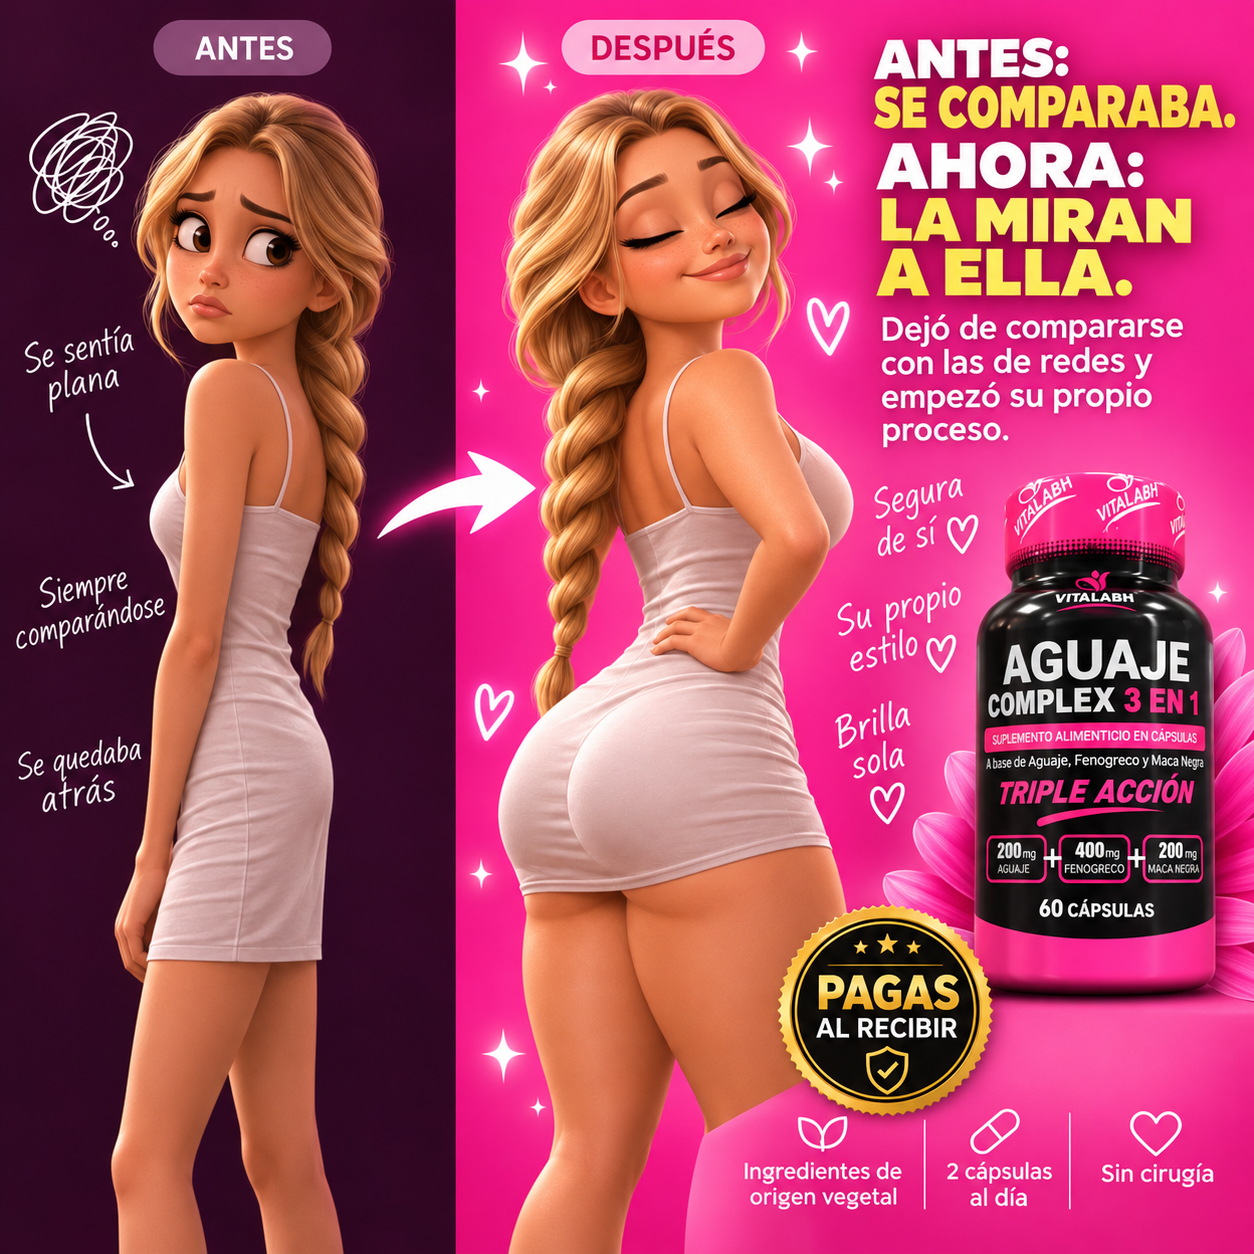 ANTES
DESPUÉS
ANTES:
SE COMPARABA.
AHORA:
LA MIRAN
A ELLA.
Dejó de compararse
con las de redes y
empezó su propio
proceso.
Se sentía
plana
Siempre
comparándose
Se quedaba
atrás
Segura
de sí
Su propio
estilo
Brilla
sola
VITALABH
VITALABH
VITALABH
AGUAJE
COMPLEX 3 EN 1
SUPLEMENTO ALIMENTICIO EN CÁPSULAS
A base de Aguaje, Fenogreco y Maca Negra
TRIPLE ACCIÓN
200mg + 400mg + 200mg
AGUAJE FENOGRECO MACA NEGRA
60 CÁPSULAS
PAGAS
AL RECIBIR
Ingredientes de
origen vegetal
2 cápsulas
al día
Sin cirugía